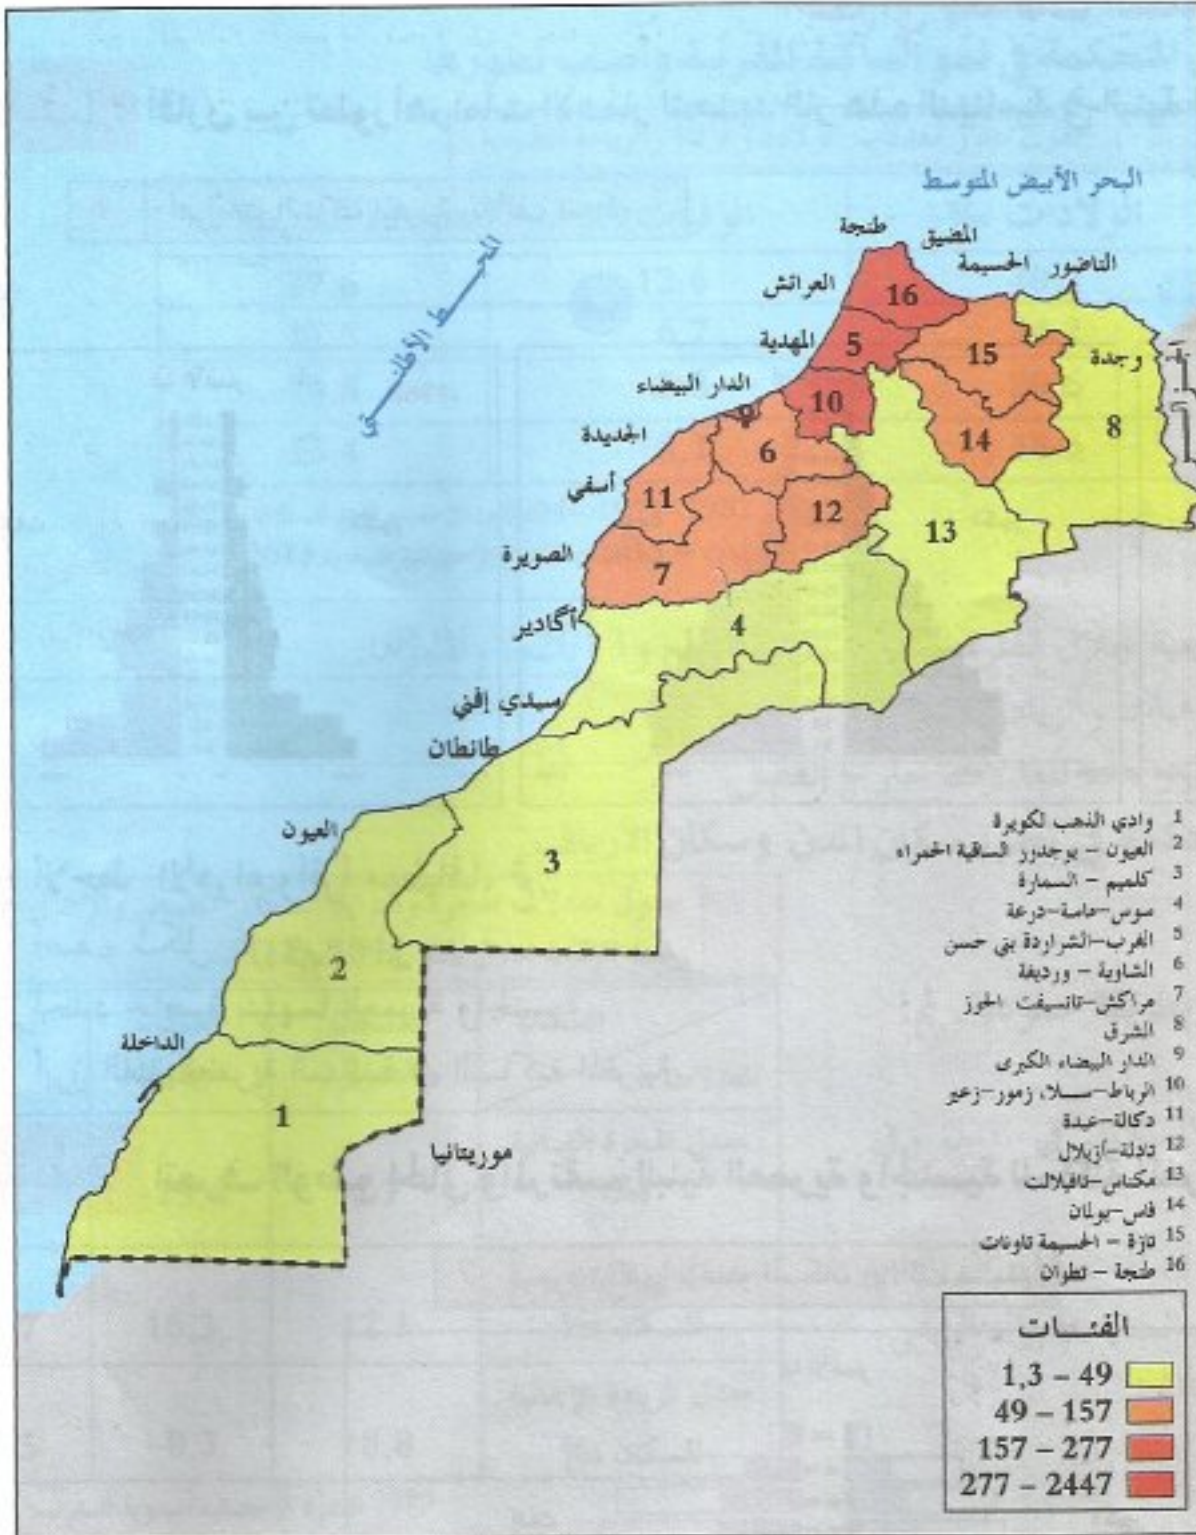 البحر الأبيض المتوسط
المحيط الأطلسي
طنجة
المضيق
الحسيمة
الناضور
العرائش
المهدية
وجدة
الدار البيضاء
الجديدة
أسفي
الصويرة
أگادير
سيدي إفني
طانطان
العيون
الداخلة
موريتانيا
16
5
15
10
14
8
9
6
11
12
13
7
4
3
2
1
1 وادي الذهب لكويرة
2 العيون – بوجدور الساقية الحمراء
3 كلميم – السمارة
4 سوس–ماسة–درعة
5 الغرب–الشراردة بني حسن
6 الشاوية – ورديغة
7 مراكش–تانسيفت الحوز
8 الشرق
9 الدار البيضاء الكبرى
10 الرباط–سلا، زمور–زعير
11 دكالة–عبدة
12 تادلة–أزيلال
13 مكناس–تافيلالت
14 فاس–بولمان
15 تازة – الحسيمة تاونات
16 طنجة – تطوان
الفئـــات
1,3 – 49
49 – 157
157 – 277
277 – 2447